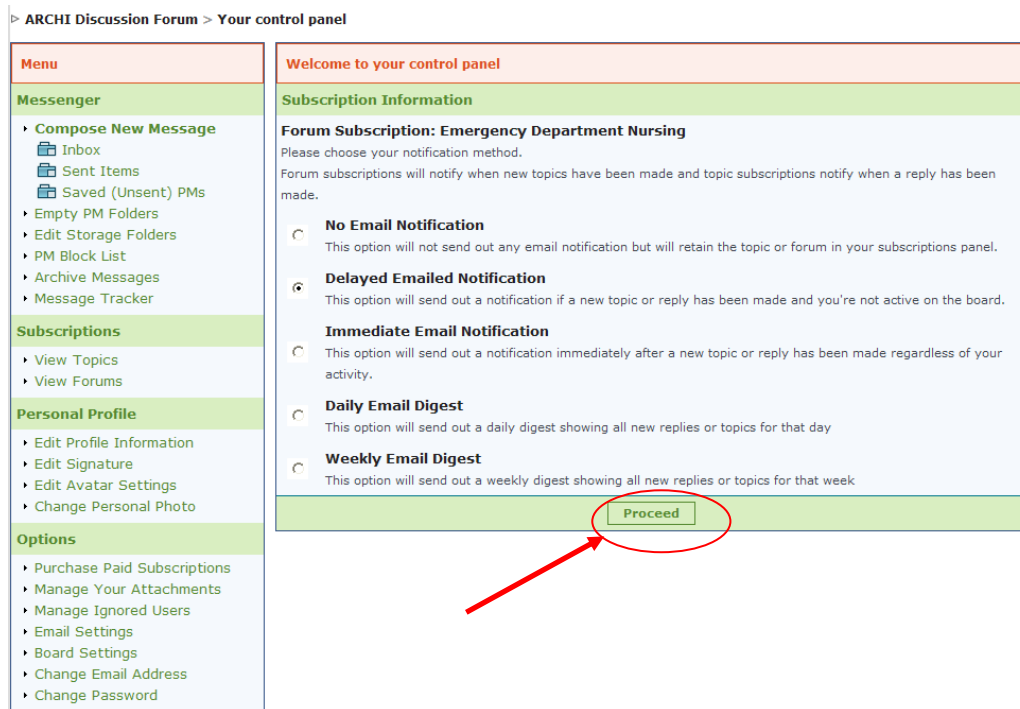 ARCHI Discussion Forum > Your control panel
Menu
Messenger
Compose New Message
Inbox
Sent Items
Saved (Unsent) PMs
Empty PM Folders
Edit Storage Folders
PM Block List
Archive Messages
Message Tracker
Subscriptions
View Topics
View Forums
Personal Profile
Edit Profile Information
Edit Signature
Edit Avatar Settings
Change Personal Photo
Options
Purchase Paid Subscriptions
Manage Your Attachments
Manage Ignored Users
Email Settings
Board Settings
Change Email Address
Change Password
Welcome to your control panel
Subscription Information
Forum Subscription: Emergency Department Nursing
Please choose your notification method.
Forum subscriptions will notify when new topics have been made and topic subscriptions notify when a reply has been
made.
No Email Notification
This option will not send out any email notification but will retain the topic or forum in your subscriptions panel.
Delayed Emailed Notification
This option will send out a notification if a new topic or reply has been made and you're not active on the board.
Immediate Email Notification
This option will send out a notification immediately after a new topic or reply has been made regardless of your
activity.
Daily Email Digest
This option will send out a daily digest showing all new replies or topics for that day
Weekly Email Digest
This option will send out a weekly digest showing all new replies or topics for that week
Proceed